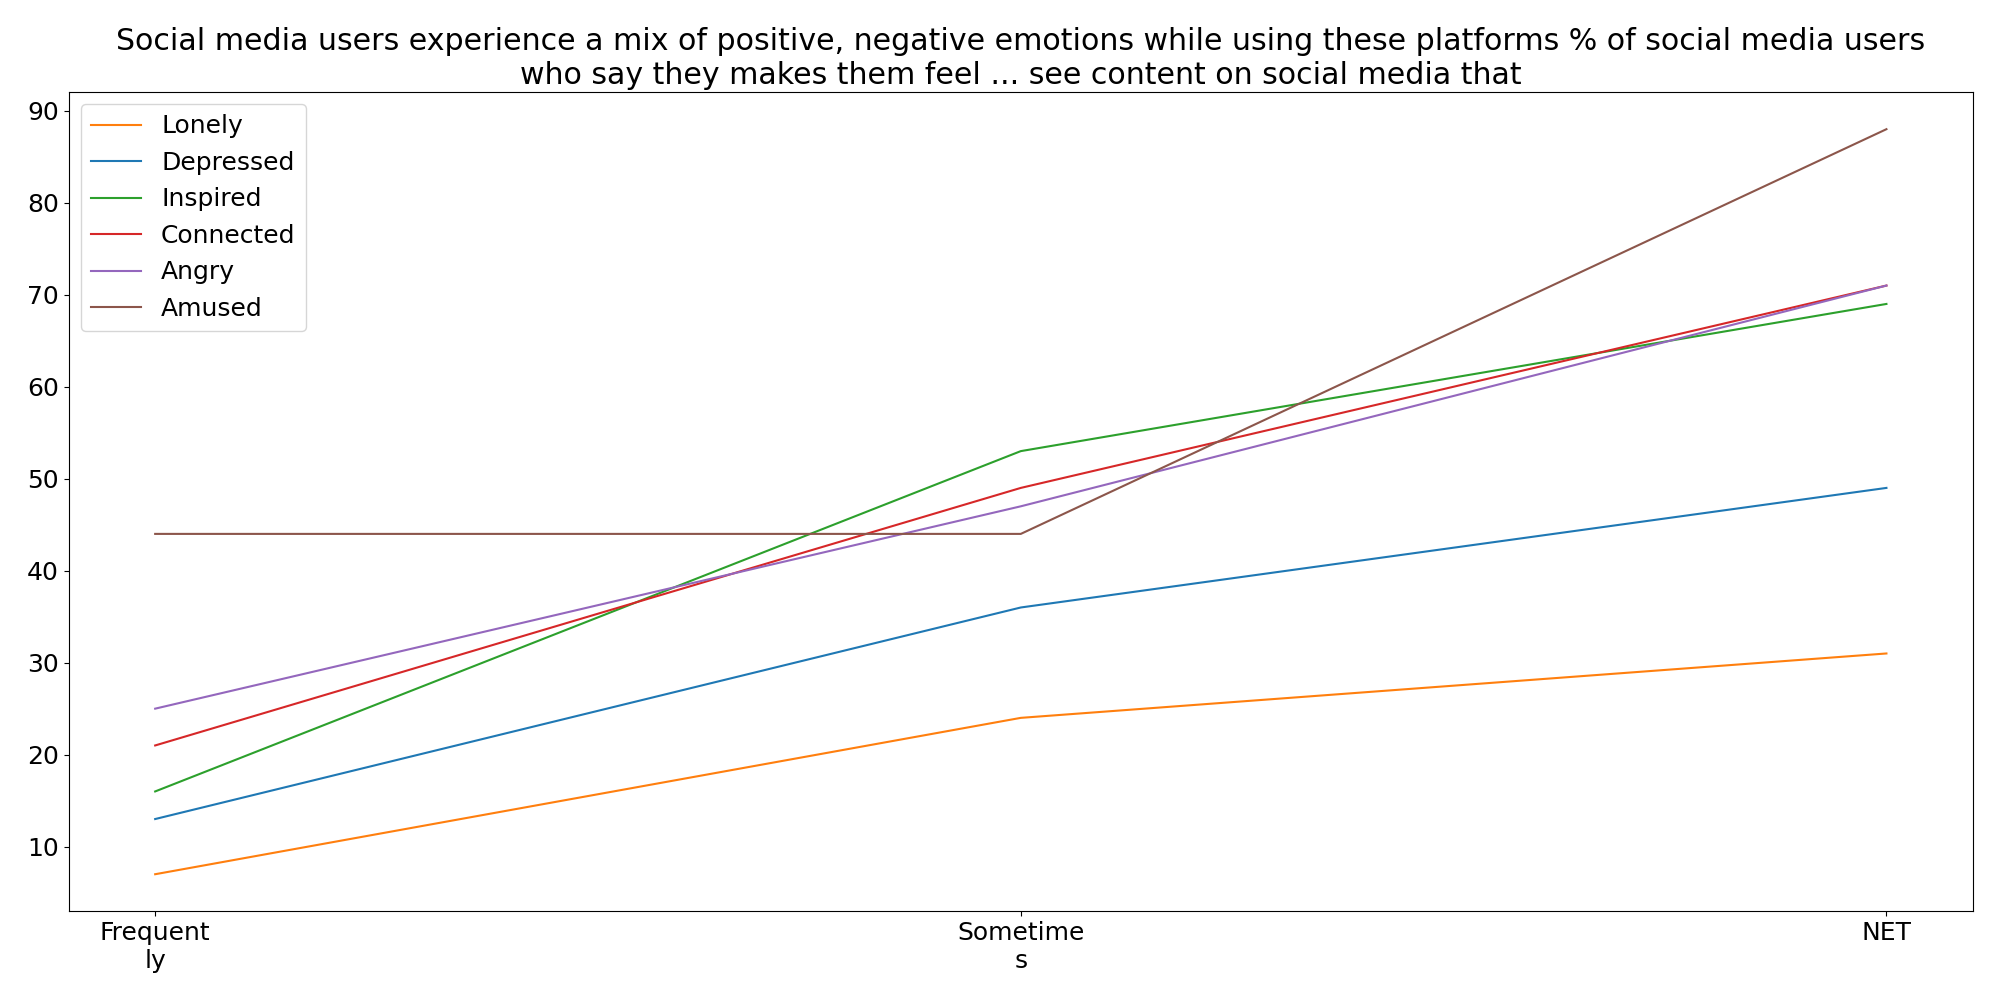 Social media users experience a mix of positive, negative emotions while using these platforms % of social media users
who say they makes them feel ... see content on social media that
90
80
70
60
50
40
30
20
10
Lonely
Depressed
Inspired
Connected
Angry
Amused
Frequent
ly
Sometime
s
NET